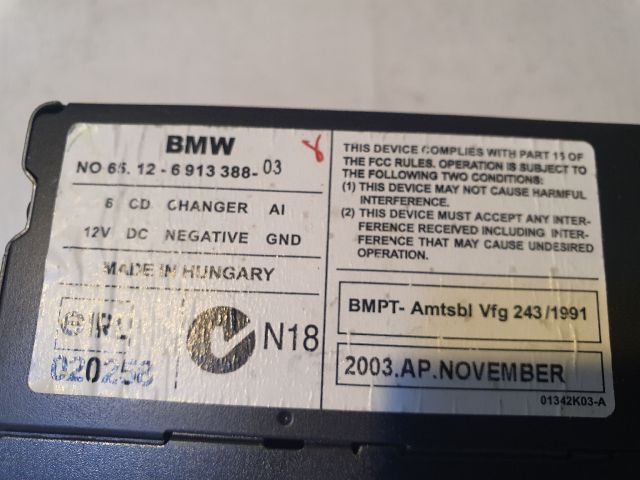 BMW
NO 65. 12 - 6 913 388- 03
6 CD CHANGER AI
12V DC NEGATIVE GND
MADE IN HUNGARY
N18
020258
THIS DEVICE COMPLIES WITH PART 15 OF
THE FCC RULES. OPERATION IS SUBJECT TO
THE FOLLOWING TWO CONDITIONS:
(1) THIS DEVICE MAY NOT CAUSE HARMFUL
INTERFERENCE.
(2) THIS DEVICE MUST ACCEPT ANY INTER-
FERENCE RECEIVED INCLUDING INTER-
FERENCE THAT MAY CAUSE UNDESIRED
OPERATION.
BMPT- Amtsbl Vfg 243/1991
2003.AP.NOVEMBER
01342K03-A